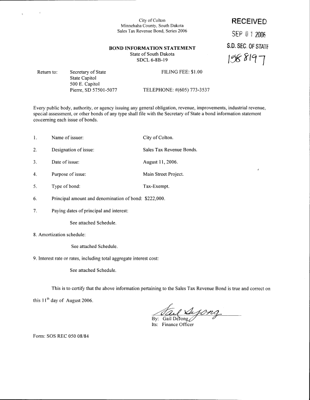 City of Colton
Minnehaha County, South Dakota
Sales Tax Revenue Bond, Series 2006
RECEIVED
SEP 01 2006
S.D. SEC. OF STATE
1958197
BOND INFORMATION STATEMENT
State of South Dakota
SDCL 6-8B-19
Return to: Secretary of State FILING FEE: $1.00
State Capitol
500 E. Capitol
Pierre, SD 57501-5077 TELEPHONE: #(605) 773-3537
Every public body, authority, or agency issuing any general obligation, revenue, improvements, industrial revenue,
special assessment, or other bonds of any type shall file with the Secretary of State a bond information statement
concerning each issue of bonds.
1. Name of issuer: City of Colton.
2. Designation of issue: Sales Tax Revenue Bonds.
3. Date of issue: August 11, 2006.
4. Purpose of issue: Main Street Project.
5. Type of bond: Tax-Exempt.
6. Principal amount and denomination of bond: $222,000.
7. Paying dates of principal and interest:
See attached Schedule.
8. Amortization schedule:
See attached Schedule.
9. Interest rate or rates, including total aggregate interest cost:
See attached Schedule.
This is to certify that the above information pertaining to the Sales Tax Revenue Bond is true and correct on
this 11th day of August 2006.
By: Gail DeJong
Its: Finance Officer
Form: SOS REC 050 08/84